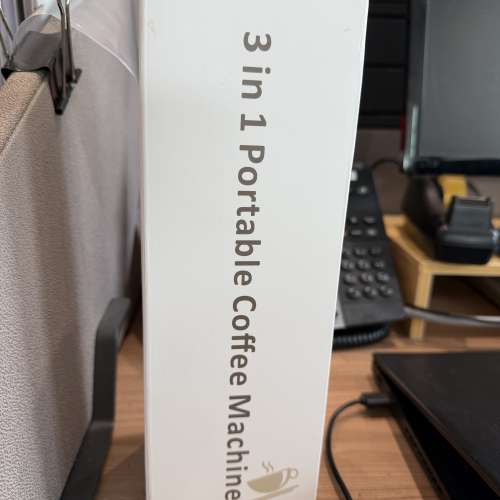 3 in 1 Portable Coffee Machine